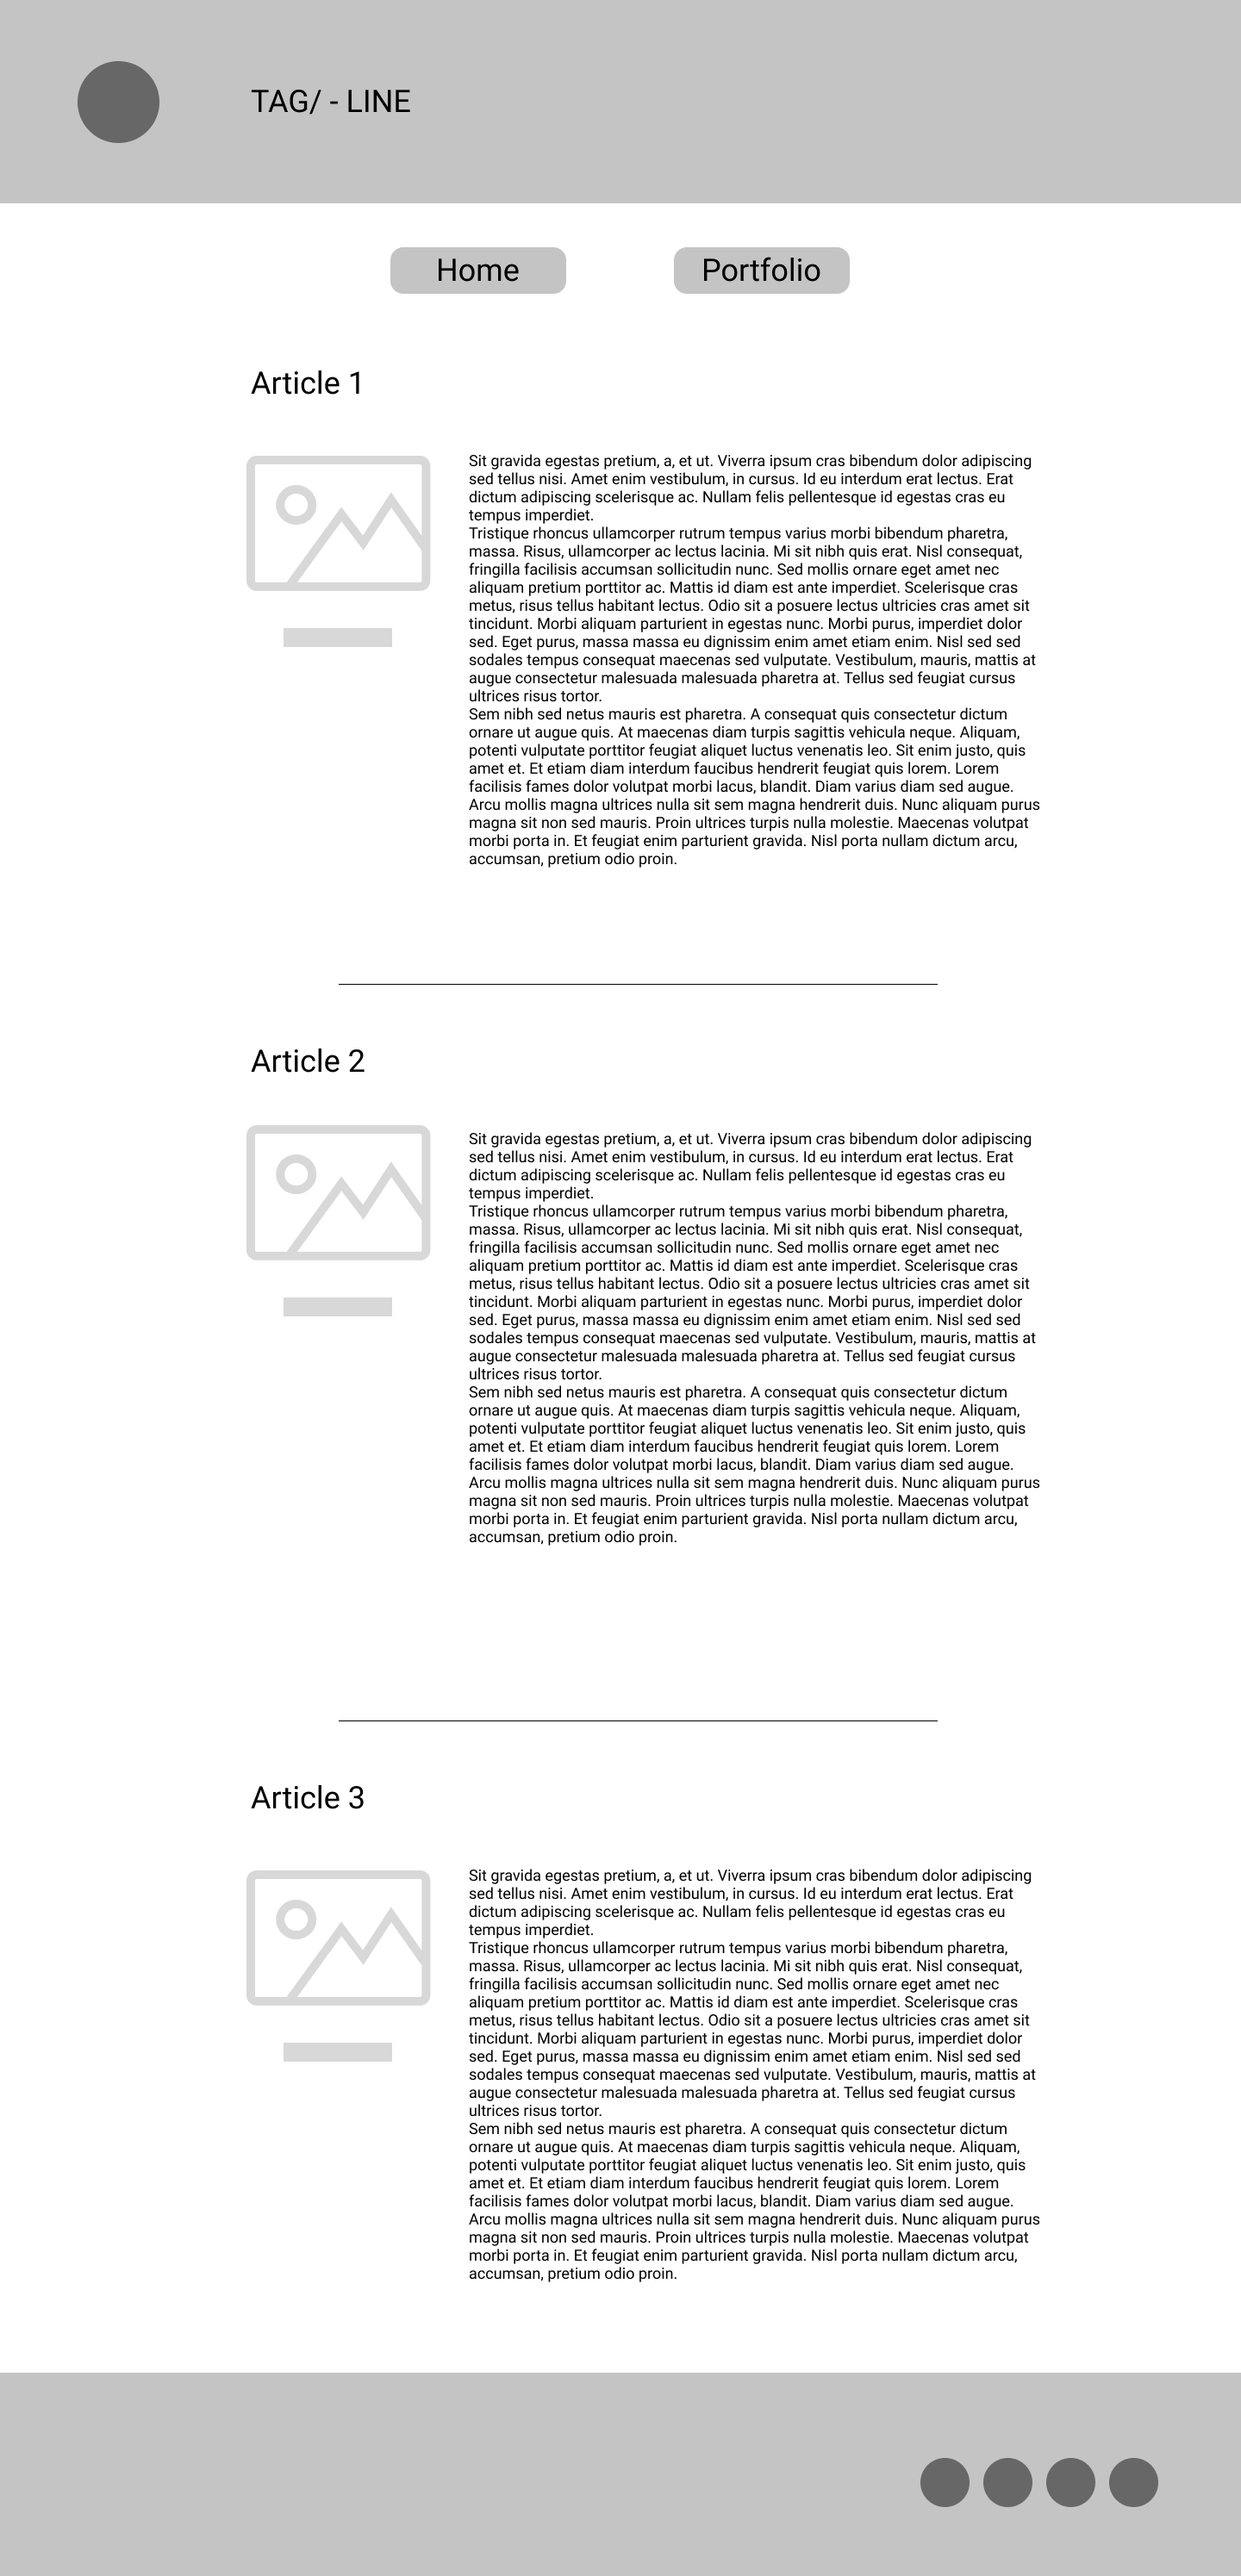 TAG/ - LINE
Home
Portfolio
Article 1
Sit gravida egestas pretium, a, et ut. Viverra ipsum cras bibendum dolor adipiscing
sed tellus nisi. Amet enim vestibulum, in cursus. Id eu interdum erat lectus. Erat
dictum adipiscing scelerisque ac. Nullam felis pellentesque id egestas cras eu
tempus imperdiet.
Tristique rhoncus ullamcorper rutrum tempus varius morbi bibendum pharetra,
massa. Risus, ullamcorper ac lectus lacinia. Mi sit nibh quis erat. Nisl consequat,
fringilla facilisis accumsan sollicitudin nunc. Sed mollis ornare eget amet nec
aliquam pretium porttitor ac. Mattis id diam est ante imperdiet. Scelerisque cras
metus, risus tellus habitant lectus. Odio sit a posuere lectus ultricies cras amet sit
tincidunt. Morbi aliquam parturient in egestas nunc. Morbi purus, imperdiet dolor
sed. Eget purus, massa massa eu dignissim enim amet etiam enim. Nisl sed sed
sodales tempus consequat maecenas sed vulputate. Vestibulum, mauris, mattis at
augue consectetur malesuada malesuada pharetra at. Tellus sed feugiat cursus
ultrices risus tortor.
Sem nibh sed netus mauris est pharetra. A consequat quis consectetur dictum
ornare ut augue quis. At maecenas diam turpis sagittis vehicula neque. Aliquam,
potenti vulputate porttitor feugiat aliquet luctus venenatis leo. Sit enim justo, quis
amet et. Et etiam diam interdum faucibus hendrerit feugiat quis lorem. Lorem
facilisis fames dolor volutpat morbi lacus, blandit. Diam varius diam sed augue.
Arcu mollis magna ultrices nulla sit sem magna hendrerit duis. Nunc aliquam purus
magna sit non sed mauris. Proin ultrices turpis nulla molestie. Maecenas volutpat
morbi porta in. Et feugiat enim parturient gravida. Nisl porta nullam dictum arcu,
accumsan, pretium odio proin.
Article 2
Sit gravida egestas pretium, a, et ut. Viverra ipsum cras bibendum dolor adipiscing
sed tellus nisi. Amet enim vestibulum, in cursus. Id eu interdum erat lectus. Erat
dictum adipiscing scelerisque ac. Nullam felis pellentesque id egestas cras eu
tempus imperdiet.
Tristique rhoncus ullamcorper rutrum tempus varius morbi bibendum pharetra,
massa. Risus, ullamcorper ac lectus lacinia. Mi sit nibh quis erat. Nisl consequat,
fringilla facilisis accumsan sollicitudin nunc. Sed mollis ornare eget amet nec
aliquam pretium porttitor ac. Mattis id diam est ante imperdiet. Scelerisque cras
metus, risus tellus habitant lectus. Odio sit a posuere lectus ultricies cras amet sit
tincidunt. Morbi aliquam parturient in egestas nunc. Morbi purus, imperdiet dolor
sed. Eget purus, massa massa eu dignissim enim amet etiam enim. Nisl sed sed
sodales tempus consequat maecenas sed vulputate. Vestibulum, mauris, mattis at
augue consectetur malesuada malesuada pharetra at. Tellus sed feugiat cursus
ultrices risus tortor.
Sem nibh sed netus mauris est pharetra. A consequat quis consectetur dictum
ornare ut augue quis. At maecenas diam turpis sagittis vehicula neque. Aliquam,
potenti vulputate porttitor feugiat aliquet luctus venenatis leo. Sit enim justo, quis
amet et. Et etiam diam interdum faucibus hendrerit feugiat quis lorem. Lorem
facilisis fames dolor volutpat morbi lacus, blandit. Diam varius diam sed augue.
Arcu mollis magna ultrices nulla sit sem magna hendrerit duis. Nunc aliquam purus
magna sit non sed mauris. Proin ultrices turpis nulla molestie. Maecenas volutpat
morbi porta in. Et feugiat enim parturient gravida. Nisl porta nullam dictum arcu,
accumsan, pretium odio proin.
Article 3
Sit gravida egestas pretium, a, et ut. Viverra ipsum cras bibendum dolor adipiscing
sed tellus nisi. Amet enim vestibulum, in cursus. Id eu interdum erat lectus. Erat
dictum adipiscing scelerisque ac. Nullam felis pellentesque id egestas cras eu
tempus imperdiet.
Tristique rhoncus ullamcorper rutrum tempus varius morbi bibendum pharetra,
massa. Risus, ullamcorper ac lectus lacinia. Mi sit nibh quis erat. Nisl consequat,
fringilla facilisis accumsan sollicitudin nunc. Sed mollis ornare eget amet nec
aliquam pretium porttitor ac. Mattis id diam est ante imperdiet. Scelerisque cras
metus, risus tellus habitant lectus. Odio sit a posuere lectus ultricies cras amet sit
tincidunt. Morbi aliquam parturient in egestas nunc. Morbi purus, imperdiet dolor
sed. Eget purus, massa massa eu dignissim enim amet etiam enim. Nisl sed sed
sodales tempus consequat maecenas sed vulputate. Vestibulum, mauris, mattis at
augue consectetur malesuada malesuada pharetra at. Tellus sed feugiat cursus
ultrices risus tortor.
Sem nibh sed netus mauris est pharetra. A consequat quis consectetur dictum
ornare ut augue quis. At maecenas diam turpis sagittis vehicula neque. Aliquam,
potenti vulputate porttitor feugiat aliquet luctus venenatis leo. Sit enim justo, quis
amet et. Et etiam diam interdum faucibus hendrerit feugiat quis lorem. Lorem
facilisis fames dolor volutpat morbi lacus, blandit. Diam varius diam sed augue.
Arcu mollis magna ultrices nulla sit sem magna hendrerit duis. Nunc aliquam purus
magna sit non sed mauris. Proin ultrices turpis nulla molestie. Maecenas volutpat
morbi porta in. Et feugiat enim parturient gravida. Nisl porta nullam dictum arcu,
accumsan, pretium odio proin.